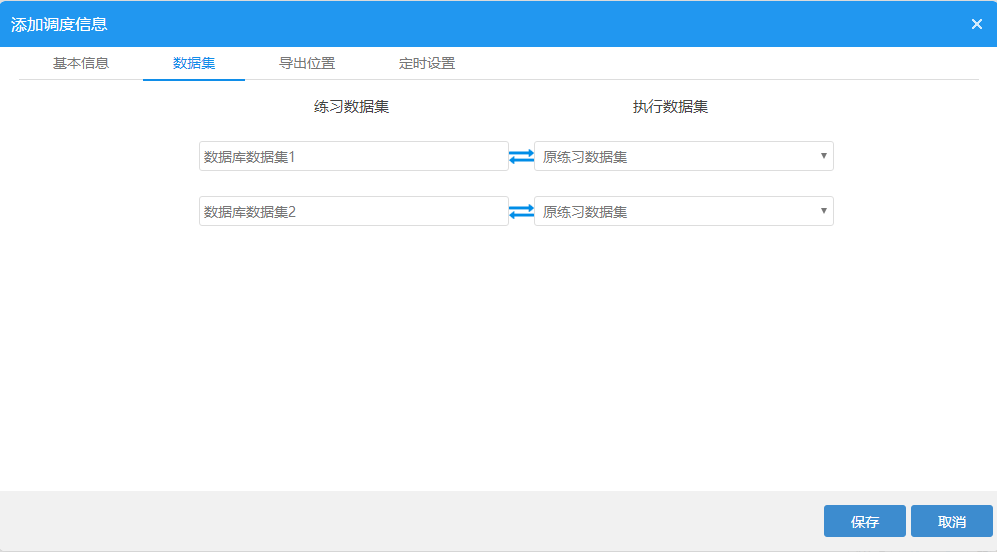 添加调度信息
基本信息 数据集 导出位置 定时设置
练习数据集 执行数据集
数据库数据集1 原练习数据集
数据库数据集2 原练习数据集
保存 取消